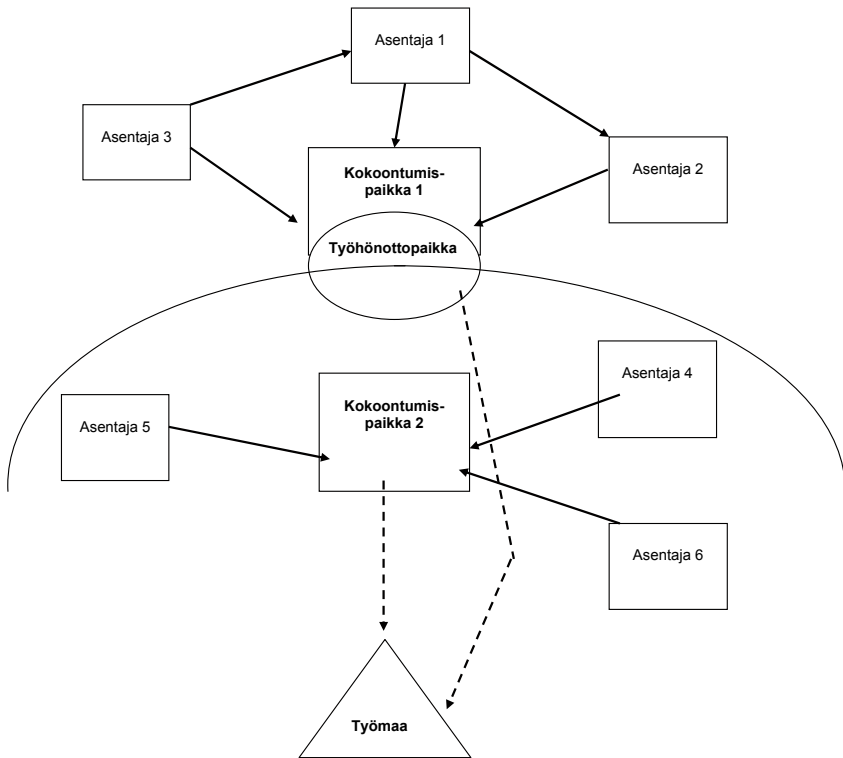 Asentaja 1
Asentaja 3
Asentaja 2
Kokoontumis-
paikka 1
Työhönottopaikka
Asentaja 4
Kokoontumis-
paikka 2
Asentaja 5
Asentaja 6
Työmaa